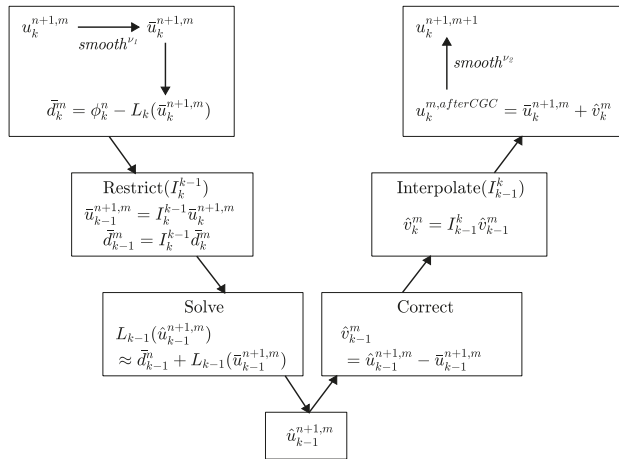 u_k^{n+1,m} → ū_k^{n+1,m}
smooth^{ν_1}
d̄_k^m = ϕ_k^n − L_k(ū_k^{n+1,m})
Restrict(I_k^{k−1})
ū_{k−1}^{n+1,m} = I_k^{k−1} ū_k^{n+1,m}
d̄_{k−1}^m = I_k^{k−1} d̄_k^m
Solve
L_{k−1}(û_{k−1}^{n+1,m})
≈ d̄_{k−1}^n + L_{k−1}(ū_{k−1}^{n+1,m})
û_{k−1}^{n+1,m}
Correct
v̂_{k−1}^m
= û_{k−1}^{n+1,m} − ū_{k−1}^{n+1,m}
Interpolate(I_{k−1}^k)
v̂_k^m = I_{k−1}^k v̂_{k−1}^m
u_k^{n+1,m+1}
smooth^{ν_2}
u_k^{m,afterCGC} = ū_k^{n+1,m} + v̂_k^m